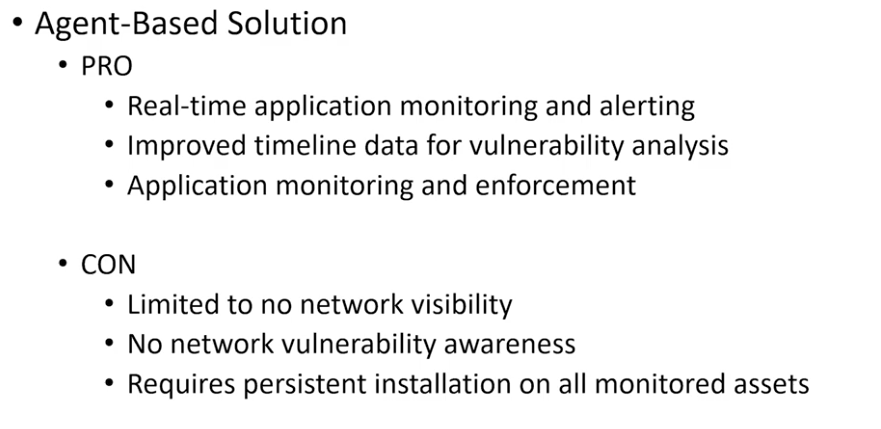 • Agent-Based Solution
• PRO
• Real-time application monitoring and alerting
• Improved timeline data for vulnerability analysis
• Application monitoring and enforcement
• CON
• Limited to no network visibility
• No network vulnerability awareness
• Requires persistent installation on all monitored assets